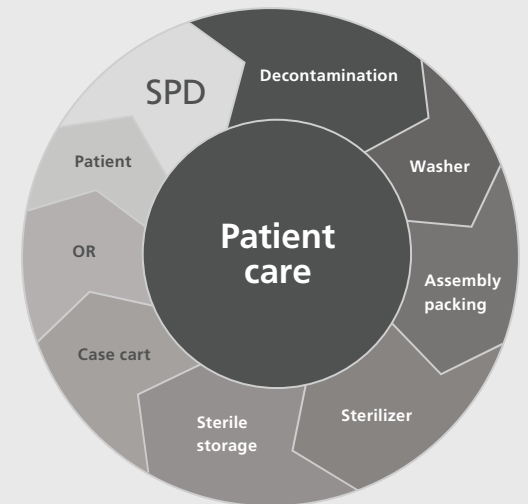 SPD
Decontamination
Washer
Assembly
packing
Sterilizer
Sterile
storage
Case cart
OR
Patient
Patient
care